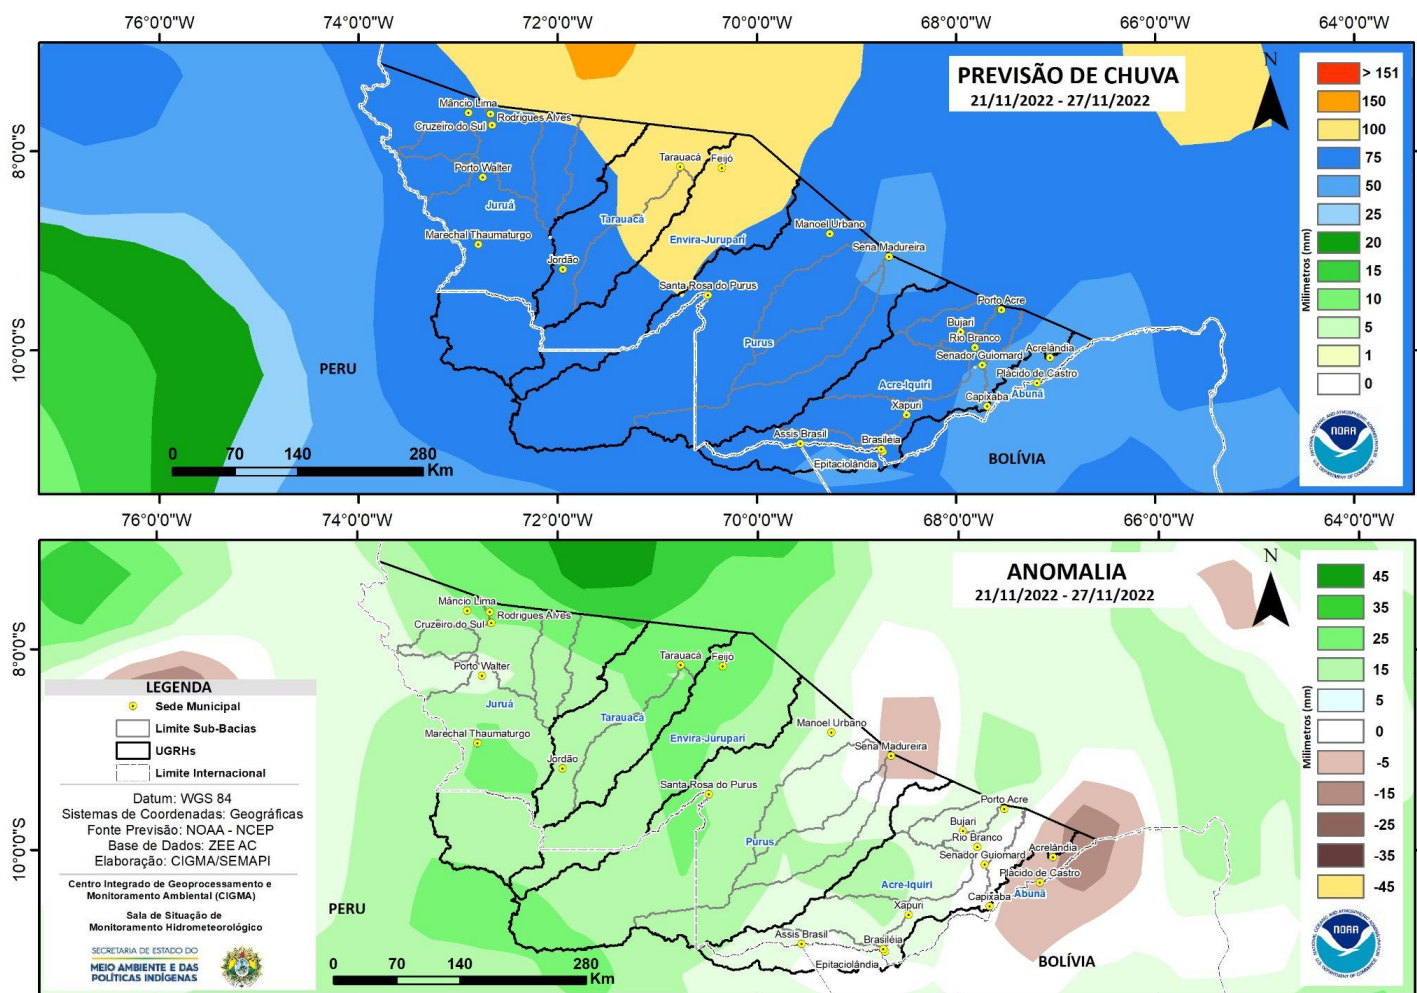 76°0'0"W 74°0'0"W 72°0'0"W 70°0'0"W 68°0'0"W 66°0'0"W 64°0'0"W
8°0'0"S
10°0'0"S
PREVISÃO DE CHUVA
21/11/2022 - 27/11/2022
N
Milímetros (mm)
> 151
150
100
75
50
25
20
15
10
5
1
0
NOAA
Mâncio Lima
Rodrigues Alves
Cruzeiro do Sul
Porto Walter
Juruá
Marechal Thaumaturgo
Jordão
Tarauacá
Feijó
Tarauacá
Envira-Juruparí
Manoel Urbano
Sena Madureira
Santa Rosa do Purus
Purus
Porto Acre
Bujari
Rio Branco
Senador Guiomard
Acrelândia
Plácido de Castro
Abunã
Acre-Iquiri
Capixaba
Xapuri
Assis Brasil
Brasiléia
Epitaciolândia
PERU
BOLÍVIA
0 70 140 280
Km
76°0'0"W 74°0'0"W 72°0'0"W 70°0'0"W 68°0'0"W 66°0'0"W 64°0'0"W
8°0'0"S
10°0'0"S
ANOMALIA
21/11/2022 - 27/11/2022
N
Milímetros (mm)
45
35
25
15
5
0
-5
-15
-25
-35
-45
NOAA
Mâncio Lima
Rodrigues Alves
Cruzeiro do Sul
Porto Walter
Juruá
Marechal Thaumaturgo
Jordão
Tarauacá
Feijó
Tarauacá
Envira-Juruparí
Manoel Urbano
Sena Madureira
Santa Rosa do Purus
Purus
Porto Acre
Bujari
Rio Branco
Senador Guiomard
Acrelândia
Plácido de Castro
Abunã
Acre-Iquiri
Capixaba
Xapuri
Assis Brasil
Brasiléia
Epitaciolândia
PERU
BOLÍVIA
0 70 140 280
Km
LEGENDA
Sede Municipal
Limite Sub-Bacias
UGRHs
Limite Internacional
Datum: WGS 84
Sistemas de Coordenadas: Geográficas
Fonte Previsão: NOAA - NCEP
Base de Dados: ZEE AC
Elaboração: CIGMA/SEMAPI
Centro Integrado de Geoprocessamento e
Monitoramento Ambiental (CIGMA)
Sala de Situação de
Monitoramento Hidrometeorológico
SECRETARIA DE ESTADO DO
MEIO AMBIENTE E DAS
POLÍTICAS INDÍGENAS